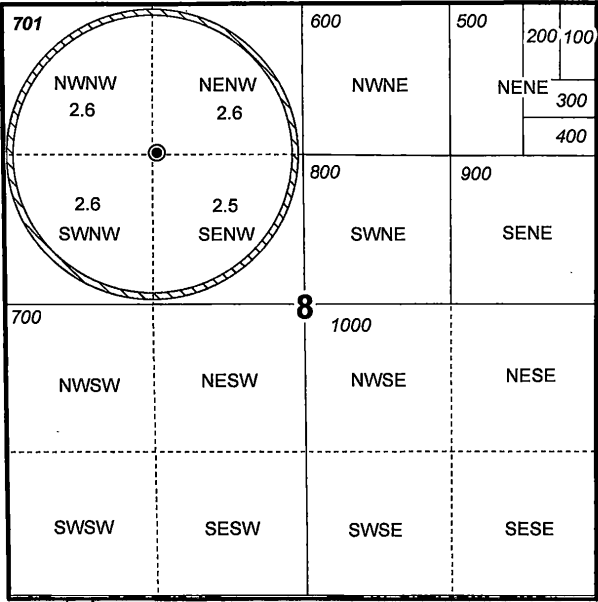 701 600 500 200 100
NWNW NENW NWNE NENE
2.6 2.6 300
400
800 900
2.6 2.5
SWNW SENW SWNE SENE
8
700 1000
NWSW NESW NWSE NESE
SWSW SESW SWSE SESE